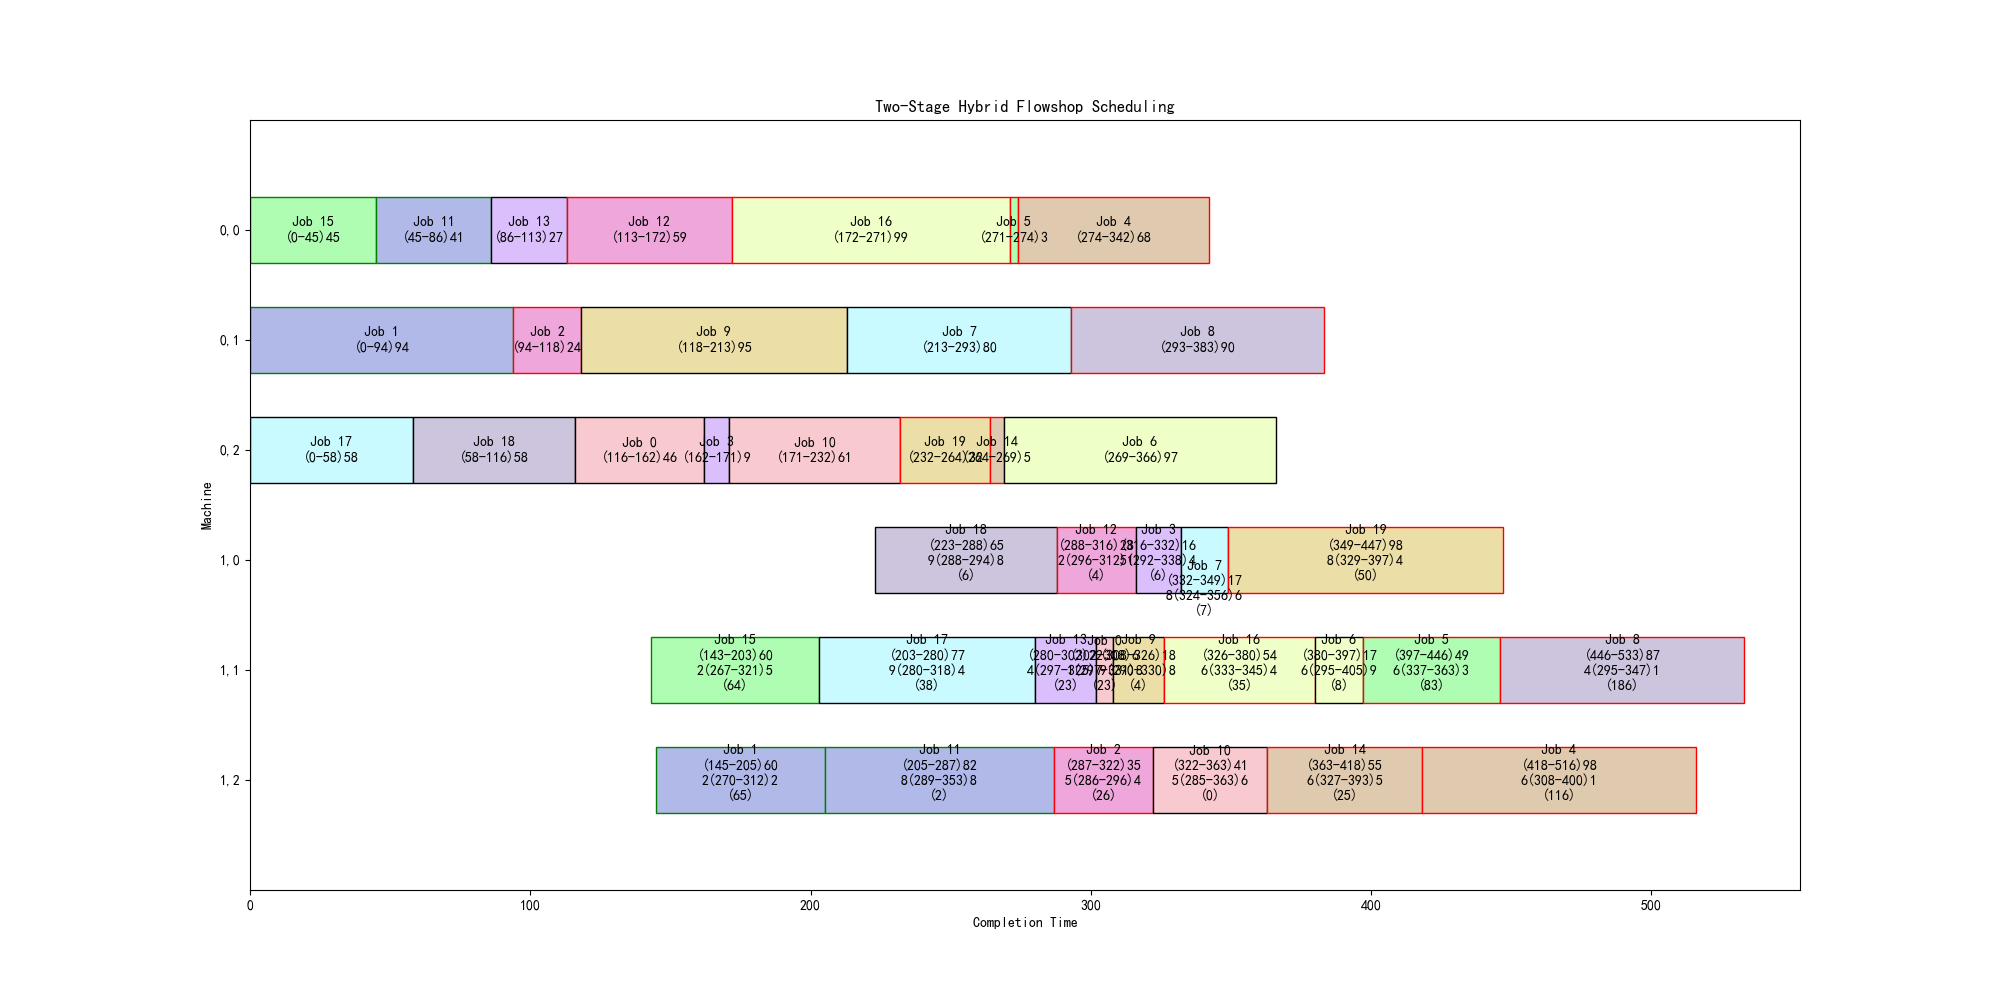 Two-Stage Hybrid Flowshop Scheduling
Machine
0,0
Job 15
(0-45)45
Job 11
(45-86)41
Job 13
(86-113)27
Job 12
(113-172)59
Job 16
(172-271)99
Job 5
(271-274)3
Job 4
(274-342)68
0,1
Job 1
(0-94)94
Job 2
(94-118)24
Job 9
(118-213)95
Job 7
(213-293)80
Job 8
(293-383)90
0,2
Job 17
(0-58)58
Job 18
(58-116)58
Job 0
(116-162)46
Job 3
(162-171)9
Job 10
(171-232)61
Job 19
(232-264)32
Job 14
(264-269)5
Job 6
(269-366)97
1,0
Job 18
(223-288)65
9(288-294)8
(6)
Job 12
(288-316)28
2(296-312)
(4)
Job 3
(316-332)16
(292-338)4
(6)
Job 7
(332-349)17
8(324-356)6
(7)
Job 19
(349-447)98
8(329-397)4
(50)
1,1
Job 15
(143-203)60
2(267-321)5
(64)
Job 17
(203-280)77
9(280-318)4
(38)
Job 13
(280-302)22
4(297-325)
(23)
Job 0
(302-308)6
(23)
Job 9
(308-326)18
(4)
Job 16
(326-380)54
6(333-345)4
(35)
Job 6
(380-397)17
6(295-405)9
(8)
Job 5
(397-446)49
6(337-363)3
(83)
Job 8
(446-533)87
4(295-347)1
(186)
1,2
Job 1
(145-205)60
2(270-312)2
(65)
Job 11
(205-287)82
8(289-353)8
(2)
Job 2
(287-322)35
5(286-296)4
(26)
Job 10
(322-363)41
5(285-363)6
(0)
Job 14
(363-418)55
6(327-393)5
(25)
Job 4
(418-516)98
6(308-400)1
(116)
0
100
200
300
400
500
Completion Time